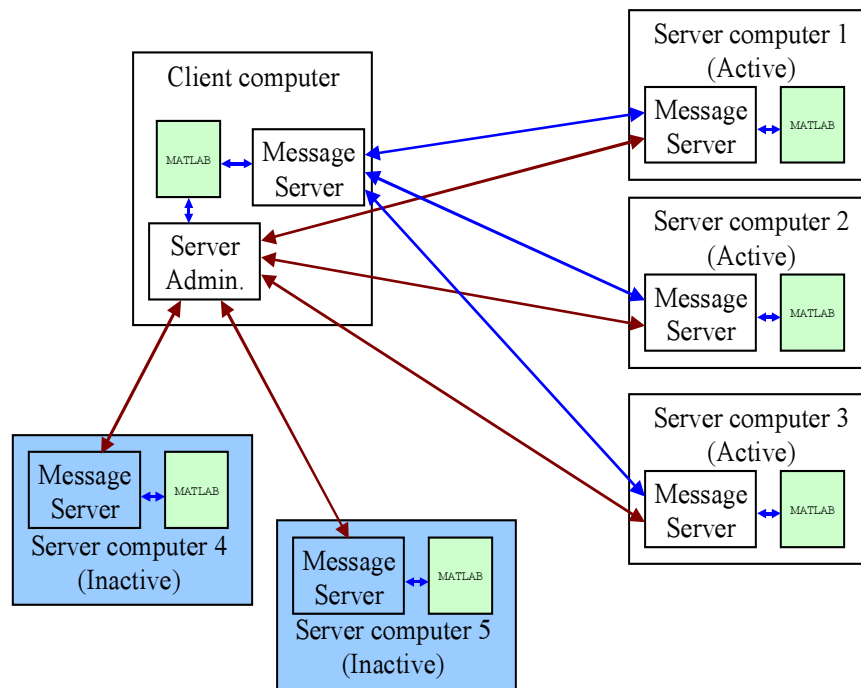 Client computer
MATLAB
Message
Server
Server
Admin.
Server computer 1
(Active)
Message
Server
MATLAB
Server computer 2
(Active)
Message
Server
MATLAB
Server computer 3
(Active)
Message
Server
MATLAB
Message
Server
MATLAB
Server computer 4
(Inactive)
Message
Server
MATLAB
Server computer 5
(Inactive)